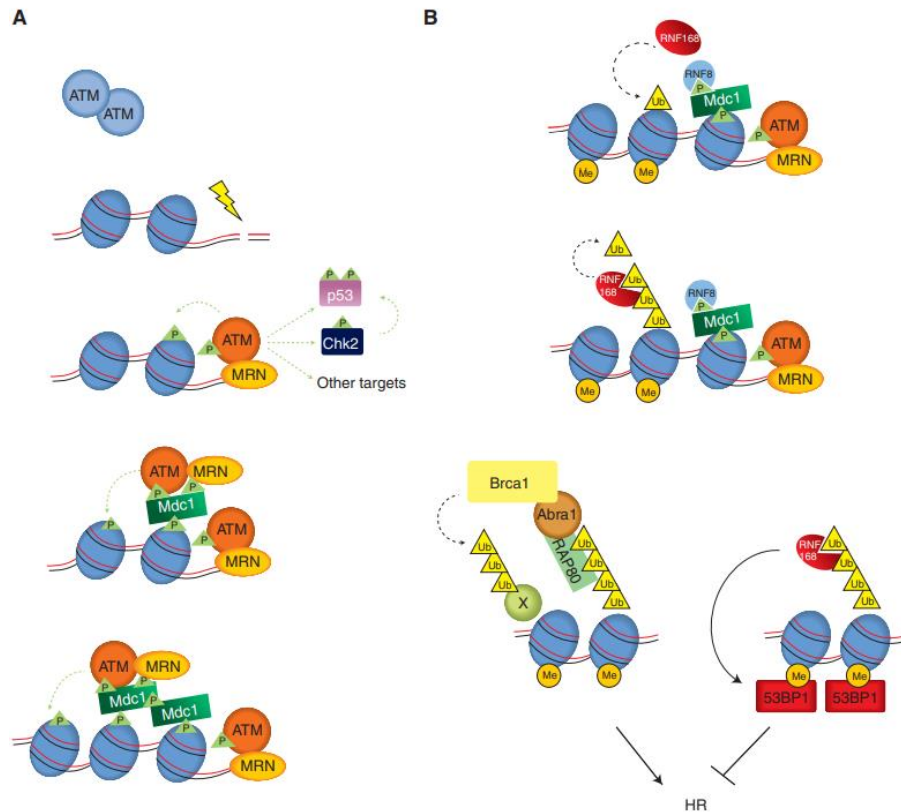 A
ATM
ATM
P P
p53
P
Chk2
P
P
ATM
MRN
Other targets
ATM
MRN
P
P
P
Mdc1
P
P
ATM
MRN
ATM
MRN
P
P
P
Mdc1
P
Mdc1
P
P
P
ATM
MRN
B
RNF168
RNF8
P
Ub
Mdc1
P
P
ATM
MRN
Me
Me
Ub
RNF
168
Ub
Ub
Ub
RNF8
P
Mdc1
P
P
ATM
MRN
Me
Me
Brca1
Abra1
RAP80
Ub
Ub
Ub
X
Ub
Ub
Ub
Ub
Me
Me
RNF
168
Ub
Ub
Ub
Ub
Me
Me
53BP1
53BP1
HR